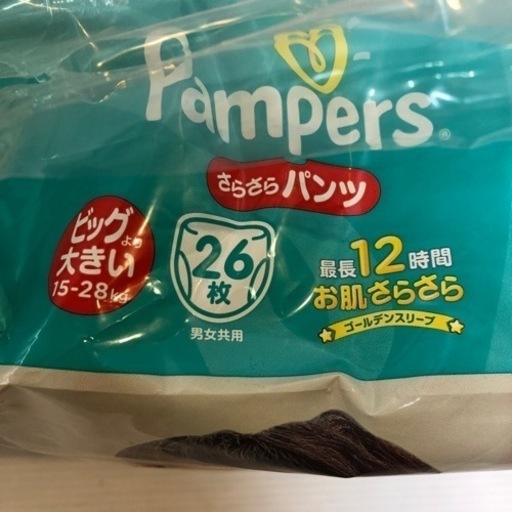 Pampers
さらさらパンツ
ビッグより
大きい
15-28kg
26
枚
男女共用
最長12時間
お肌さらさら
ゴールデンスリープ